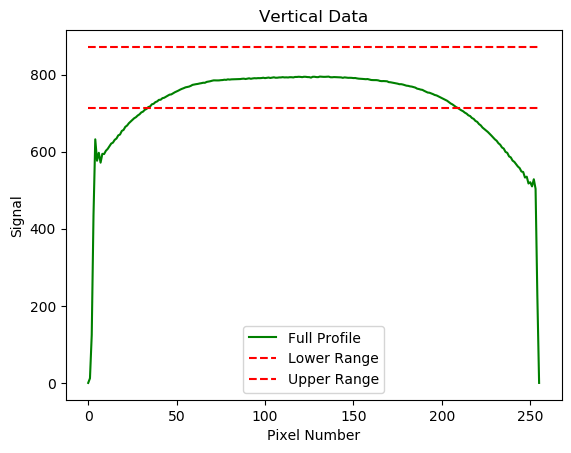 Vertical Data
800
600
400
200
0
Signal
Full Profile
Lower Range
Upper Range
0 50 100 150 200 250
Pixel Number